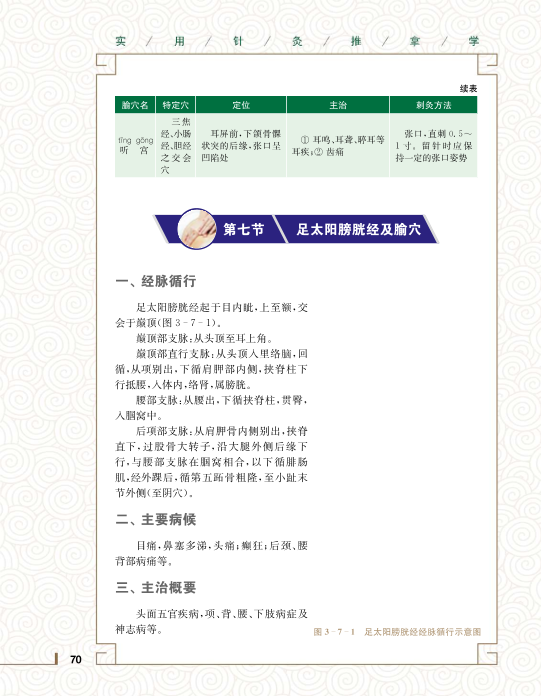 实 / 用 / 针 / 灸 / 推 / 拿 / 学
续表
腧穴名 特定穴 定位 主治 刺灸方法
tīng gōng
听 宫
三焦
经、小肠
经、胆经
之交会
穴
耳屏前，下颌骨髁
状突的后缘，张口呈
凹陷处
① 耳鸣、耳聋、聤耳等
耳疾；② 齿痛
张口，直刺 0.5～
1 寸。留针时应保
持一定的张口姿势
第七节 足太阳膀胱经及腧穴
一、经脉循行
足太阳膀胱经起于目内眦，上至额，交
会于巅顶(图 3－7－1)。
巅顶部支脉：从头顶至耳上角。
巅顶部直行支脉：从头顶入里络脑，回
循，从项别出，下循肩胛部内侧，挟脊柱下
行抵腰，入体内，络肾，属膀胱。
腰部支脉：从腰出，下循挟脊柱，贯臀，
入腘窝中。
后项部支脉：从肩胛骨内侧别出，挟脊
直下，过股骨大转子，沿大腿外侧后缘下
行，与腰部支脉在腘窝相合，以下循腓肠
肌，经外踝后，循第五跖骨粗隆，至小趾末
节外侧(至阴穴)。
二、主要病候
目痛，鼻塞多涕，头痛；癫狂；后颈、腰
背部病痛等。
三、主治概要
头面五官疾病，项、背、腰、下肢病症及
神志病等。
图 3－7－1 足太阳膀胱经经脉循行示意图
70